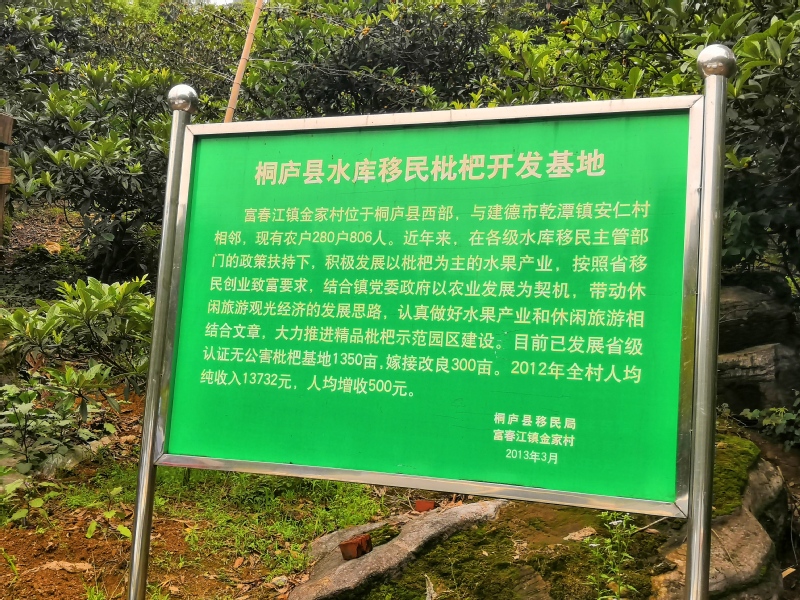 桐庐县水库移民枇杷开发基地
富春江镇金家村位于桐庐县西部，与建德市乾潭镇安仁村
相邻，现有农户280户806人。近年来，在各级水库移民主管部
门的政策扶持下，积极发展以枇杷为主的水果产业，按照省移
民创业致富要求，结合镇党委政府以农业发展为契机，带动休
闲旅游观光经济的发展思路，认真做好水果产业和休闲旅游相
结合文章，大力推进精品枇杷示范园区建设。目前已发展省级
认证无公害枇杷基地1350亩，嫁接改良300亩。2012年全村人均
纯收入13732元，人均增收500元。
桐庐县移民局
富春江镇金家村
2013年3月